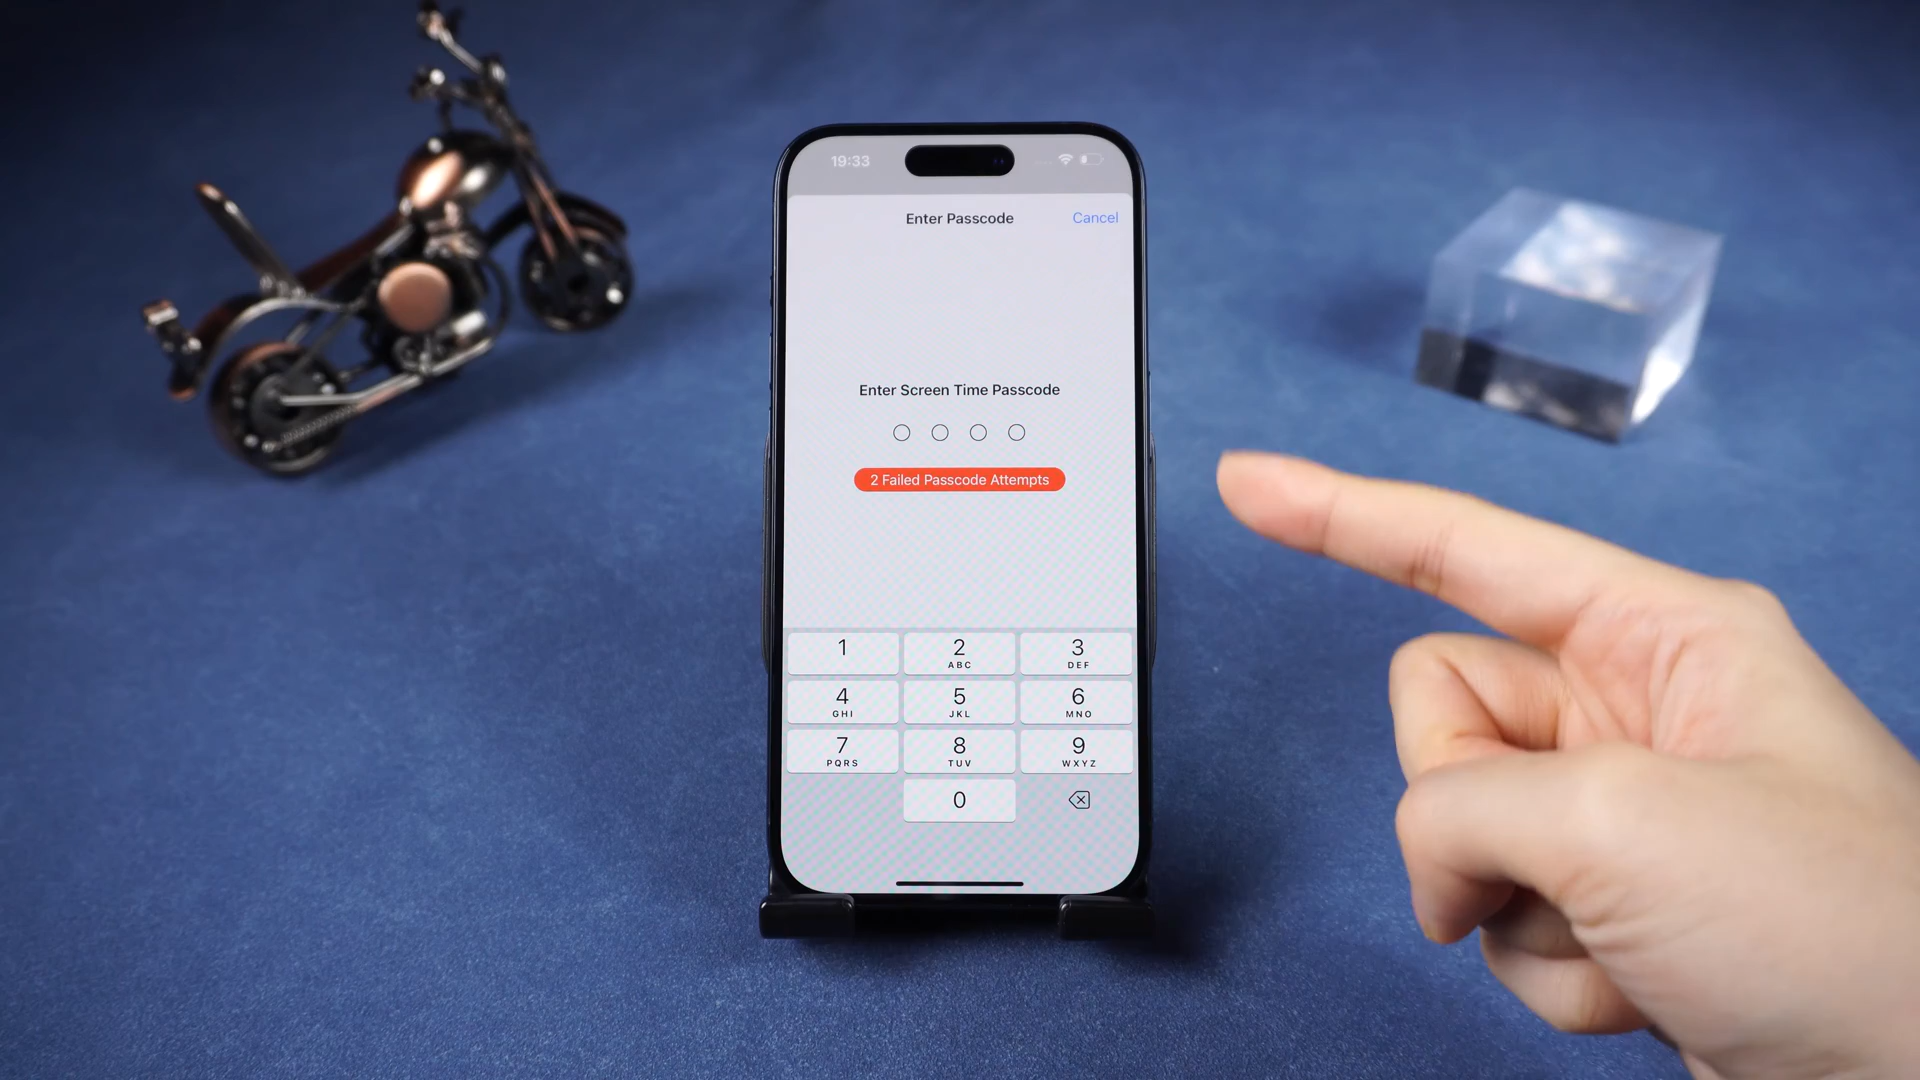 19:33
Enter Passcode
Cancel
Enter Screen Time Passcode
2 Failed Passcode Attempts
1
2
ABC
3
DEF
4
GHI
5
JKL
6
MNO
7
PQRS
8
TUV
9
WXYZ
0